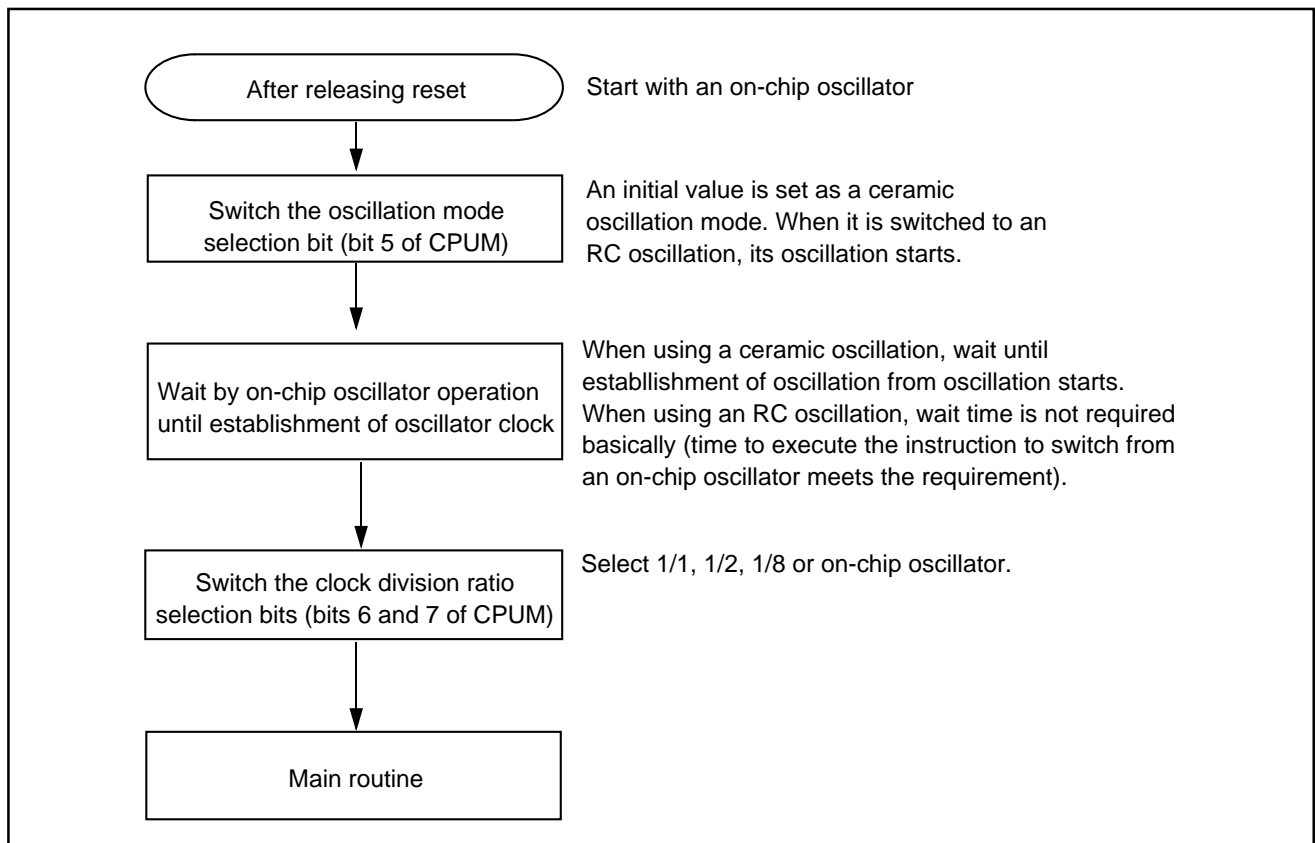 After releasing reset
Start with an on-chip oscillator
Switch the oscillation mode
selection bit (bit 5 of CPUM)
An initial value is set as a ceramic
oscillation mode. When it is switched to an
RC oscillation, its oscillation starts.
Wait by on-chip oscillator operation
until establishment of oscillator clock
When using a ceramic oscillation, wait until
establlishment of oscillation from oscillation starts.
When using an RC oscillation, wait time is not required
basically (time to execute the instruction to switch from
an on-chip oscillator meets the requirement).
Switch the clock division ratio
selection bits (bits 6 and 7 of CPUM)
Select 1/1, 1/2, 1/8 or on-chip oscillator.
Main routine